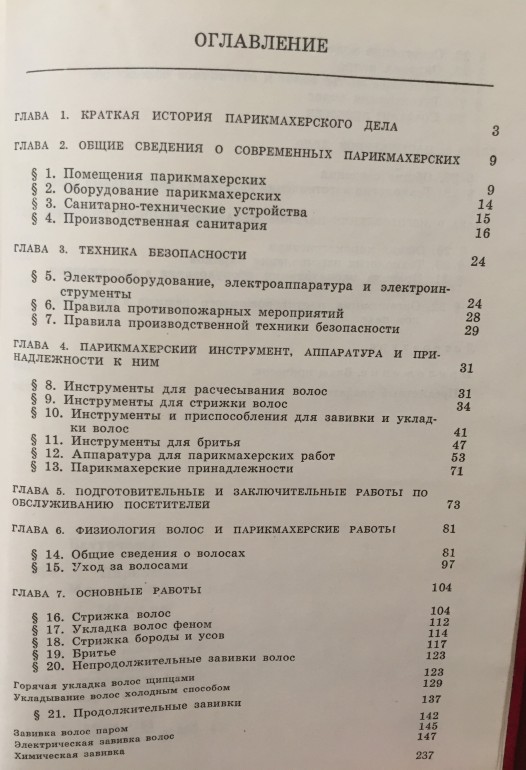 ОГЛАВЛЕНИЕ
ГЛАВА 1. КРАТКАЯ ИСТОРИЯ ПАРИКМАХЕРСКОГО ДЕЛА 3
ГЛАВА 2. ОБЩИЕ СВЕДЕНИЯ О СОВРЕМЕННЫХ ПАРИКМАХЕРСКИХ 9
§ 1. Помещения парикмахерских 9
§ 2. Оборудование парикмахерских 14
§ 3. Санитарно-технические устройства 15
§ 4. Производственная санитария 16
ГЛАВА 3. ТЕХНИКА БЕЗОПАСНОСТИ 24
§ 5. Электрооборудование, электроаппаратура и электроин-
струменты 24
§ 6. Правила противопожарных мероприятий 28
§ 7. Правила производственной техники безопасности 29
ГЛАВА 4. ПАРИКМАХЕРСКИЙ ИНСТРУМЕНТ, АППАРАТУРА И ПРИ-
НАДЛЕЖНОСТИ К НИМ 31
§ 8. Инструменты для расчесывания волос 31
§ 9. Инструменты для стрижки волос 34
§ 10. Инструменты и приспособления для завивки и уклад-
ки волос 41
§ 11. Инструменты для бритья 47
§ 12. Аппаратура для парикмахерских работ 53
§ 13. Парикмахерские принадлежности 71
ГЛАВА 5. ПОДГОТОВИТЕЛЬНЫЕ И ЗАКЛЮЧИТЕЛЬНЫЕ РАБОТЫ ПО
ОБСЛУЖИВАНИЮ ПОСЕТИТЕЛЕЙ 73
ГЛАВА 6. ФИЗИОЛОГИЯ ВОЛОС И ПАРИКМАХЕРСКИЕ РАБОТЫ 81
§ 14. Общие сведения о волосах 81
§ 15. Уход за волосами 97
ГЛАВА 7. ОСНОВНЫЕ РАБОТЫ 104
§ 16. Стрижка волос 104
§ 17. Укладка волос феном 112
§ 18. Стрижка бороды и усов 114
§ 19. Бритье 117
§ 20. Непродолжительные завивки волос 123
Горячая укладка волос щипцами 123
Укладывание волос холодным способом 129
§ 21. Продолжительные завивки 137
Завивка волос паром 142
Электрическая завивка волос 145
Химическая завивка 147
237